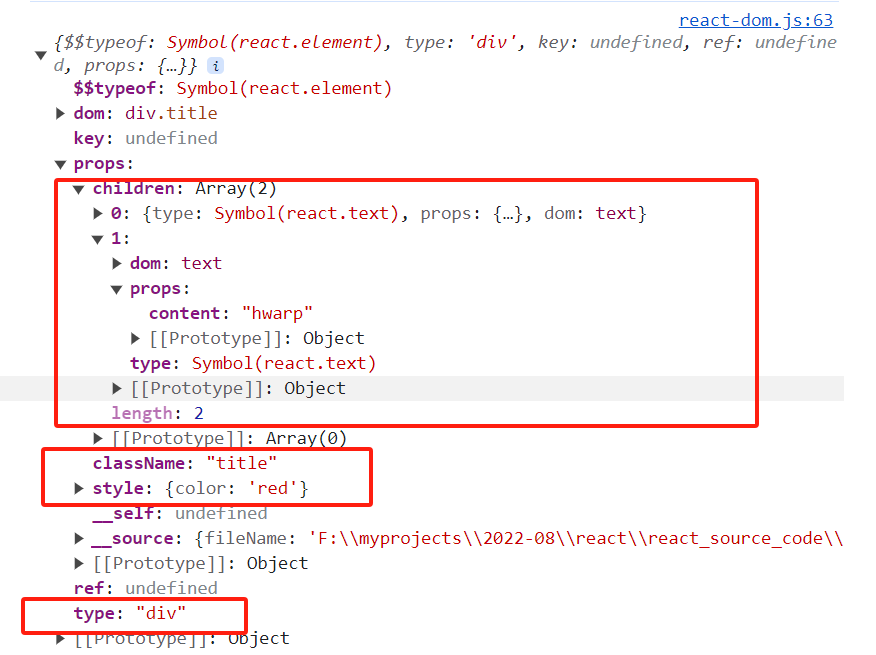 react-dom.js:63
{$$typeof: Symbol(react.element), type: 'div', key: undefined, ref: undefine
d, props: {…}} i
$$typeof: Symbol(react.element)
dom: div.title
key: undefined
props:
children: Array(2)
0: {type: Symbol(react.text), props: {…}, dom: text}
1:
dom: text
props:
content: "hwarp"
[[Prototype]]: Object
type: Symbol(react.text)
[[Prototype]]: Object
length: 2
[[Prototype]]: Array(0)
className: "title"
style: {color: 'red'}
__self: undefined
__source: {fileName: 'F:\\myprojects\\2022-08\\react\\react_source_code\\
[[Prototype]]: Object
ref: undefined
type: "div"
[[Prototype]]: Object